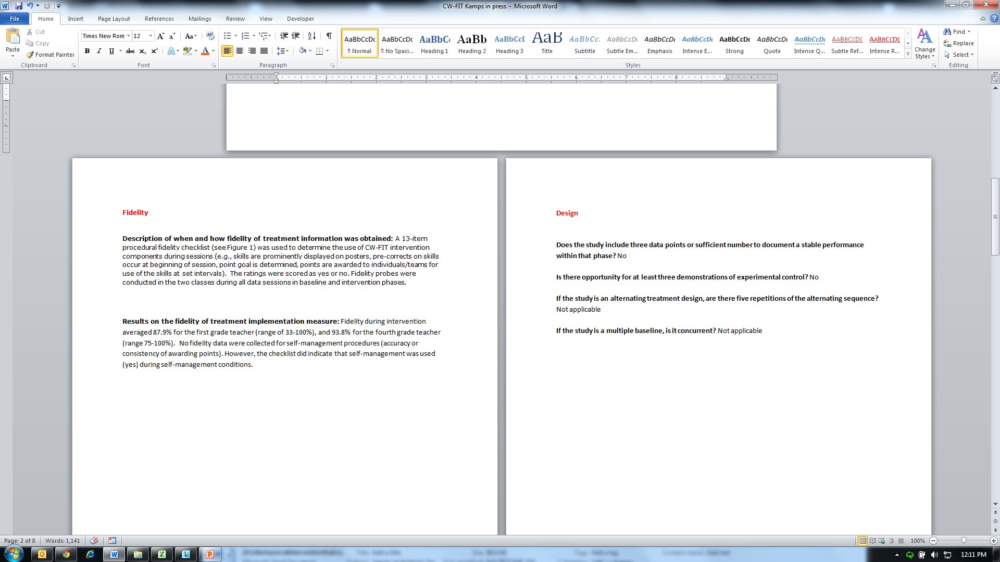 CW-FIT Kamps in press - Microsoft Word
File Home Insert Page Layout References Mailings Review View Developer
Paste
Cut
Copy
Format Painter
Clipboard
Times New Rom 12
Font
Paragraph
AaBbCcDc AaBbCcDc AaBbC AaBb AaBbCcI AaB AaBbCc. AaBbCcDc AaBbCcDc AaBbCcDc AaBbCcDc AaBbCcDc AaBbCcDc AaBbCcDc AaBbCcDc
¶ Normal ¶ No Spaci... Heading 1 Heading 2 Heading 3 Title Subtitle Subtle Em... Emphasis Intense E... Strong Quote Intense Q... Subtle Ref... Intense R...
Styles
Change Styles
Find
Replace
Select
Editing
1 1 2 3 4 5 6 7 8
7
Fidelity
Description of when and how fidelity of treatment information was obtained: A 13-item
procedural fidelity checklist (see Figure 1) was used to determine the use of CW-FIT intervention
components during sessions (e.g., skills are prominently displayed on posters, pre-corrects on skills
occur at beginning of session, point goal is determined, points are awarded to individuals/teams for
use of the skills at set intervals). The ratings were scored as yes or no. Fidelity probes were
conducted in the two classes during all data sessions in baseline and intervention phases.
Results on the fidelity of treatment implementation measure: Fidelity during intervention
averaged 87.9% for the first grade teacher (range of 33-100%), and 93.8% for the fourth grade teacher
(range 75-100%). No fidelity data were collected for self-management procedures (accuracy or
consistency of awarding points). However, the checklist did indicate that self-management was used
(yes) during self-management conditions.
Design
Does the study include three data points or sufficient number to document a stable performance
within that phase? No
Is there opportunity for at least three demonstrations of experimental control? No
If the study is an alternating treatment design, are there five repetitions of the alternating sequence?
Not applicable
If the study is a multiple baseline, is it concurrent? Not applicable
Page: 2 of 8 Words: 1,141
100%
12:11 PM